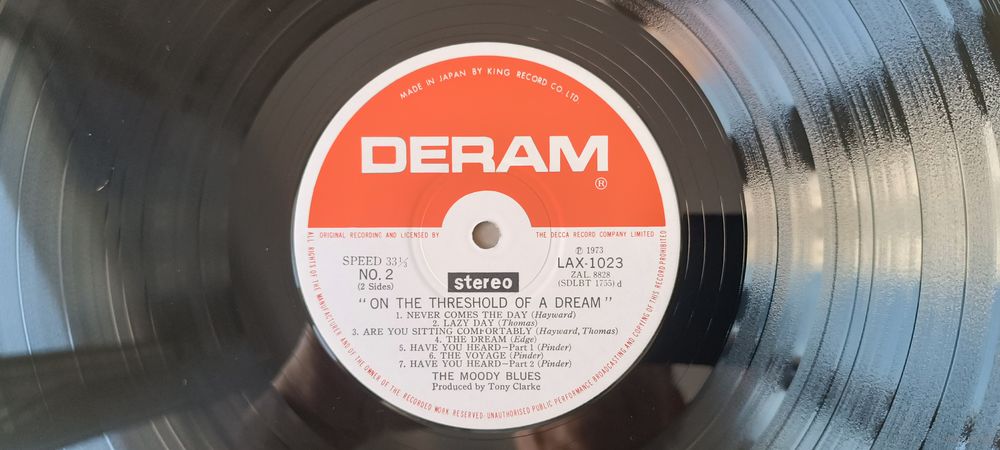 MADE IN JAPAN BY KING RECORD CO. LTD.
DERAM
®
ORIGINAL RECORDING AND LICENSED BY THE DECCA RECORD COMPANY LIMITED
SPEED 33⅓
NO. 2
(2 Sides)
stereo
℗ 1973
LAX-1023
ZAL. 8828
(SDLBT 1755) d
"ON THE THRESHOLD OF A DREAM"
1. NEVER COMES THE DAY (Hayward)
2. LAZY DAY (Thomas)
3. ARE YOU SITTING COMFORTABLY (Hayward, Thomas)
4. THE DREAM (Edge)
5. HAVE YOU HEARD—Part 1 (Pinder)
6. THE VOYAGE (Pinder)
7. HAVE YOU HEARD—Part 2 (Pinder)
THE MOODY BLUES
Produced by Tony Clarke
ALL RIGHTS OF THE MANUFACTURER AND OF THE OWNER OF THE RECORDED WORK RESERVED·UNAUTHORISED PUBLIC PERFORMANCE BROADCASTING AND COPYING OF THIS RECORD PROHIBITED